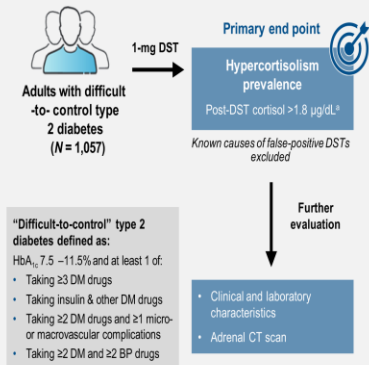 1-mg DST
Adults with difficult
-to- control type
2 diabetes
(N = 1,057)
Primary end point
Hypercortisolism
prevalence
Post-DST cortisol >1.8 µg/dLª
Known causes of false-positive DSTs
excluded
Further
evaluation
“Difficult-to-control” type 2
diabetes defined as:
HbA1c 7.5 –11.5% and at least 1 of:
• Taking ≥3 DM drugs
• Taking insulin & other DM drugs
• Taking ≥2 DM drugs and ≥1 micro-
or macrovascular complications
• Taking ≥2 DM and ≥2 BP drugs
• Clinical and laboratory
characteristics
• Adrenal CT scan